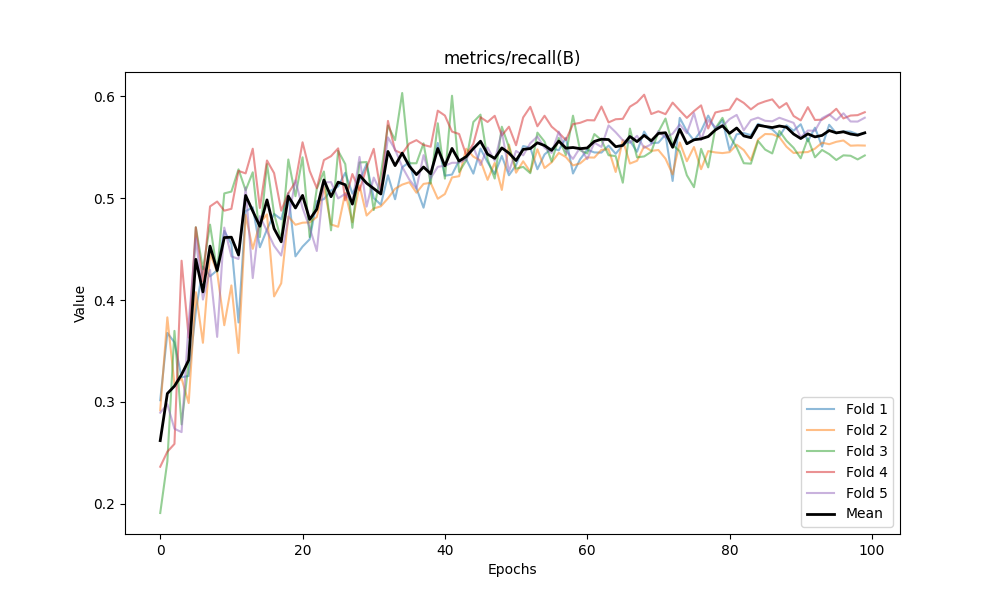 metrics/recall(B)
Value
0.6
0.5
0.4
0.3
0.2
0
20
40
60
80
100
Epochs
Fold 1
Fold 2
Fold 3
Fold 4
Fold 5
Mean